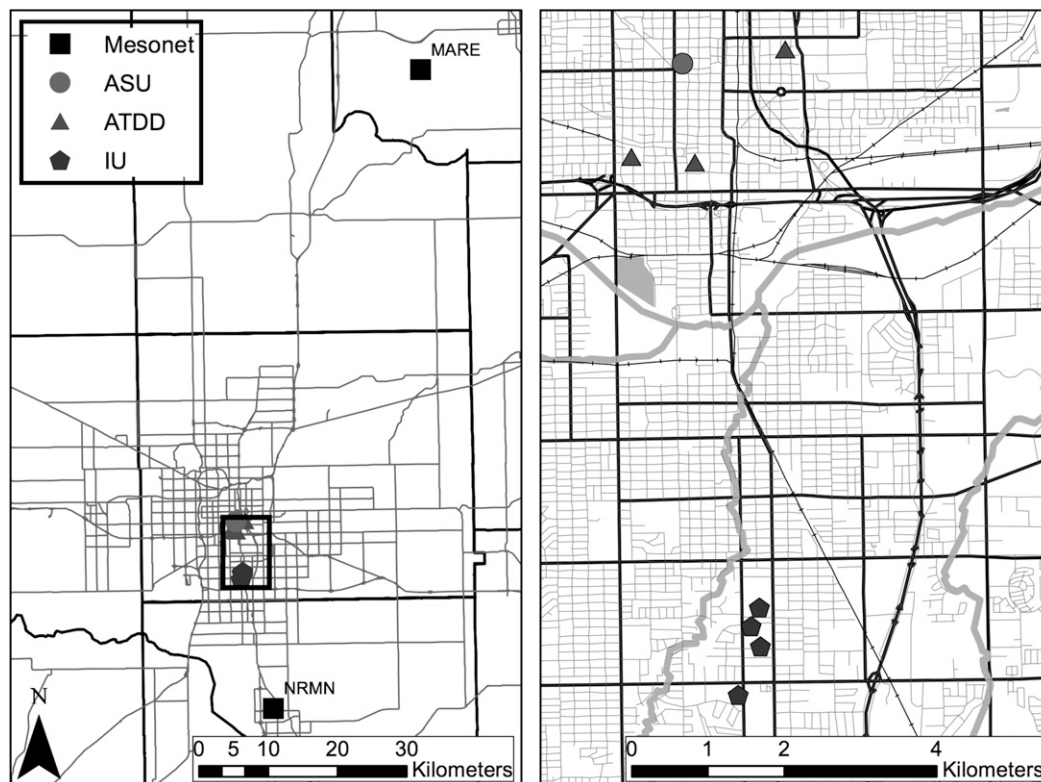 Mesonet
ASU
ATDD
IU
MARE
NRMN
N
0 5 10 20 30
Kilometers
0 1 2 4
Kilometers